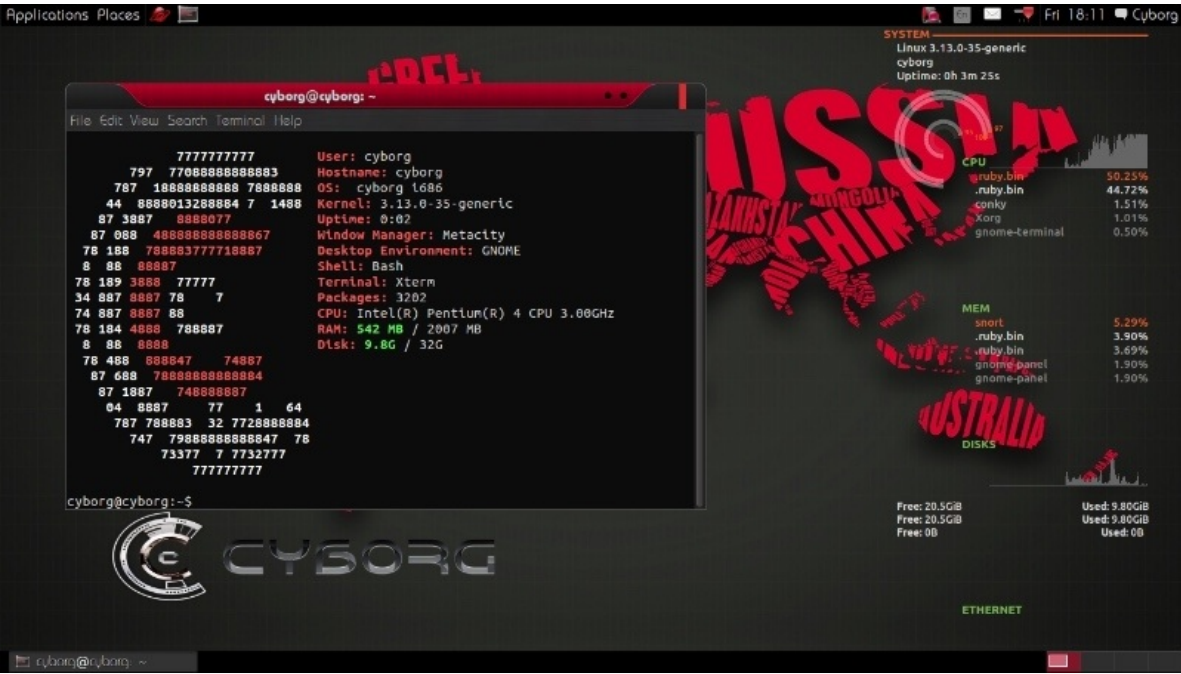 Applications Places
Fri 18:11 Cyborg
SYSTEM
Linux 3.13.0-35-generic
cyborg
Uptime: 0h 3m 25s
cyborg@cyborg: ~
File Edit View Search Terminal Help
7777777777 User: cyborg
797 77088888888883 Hostname: cyborg
787 18888888888 7888888 OS: cyborg i686
44 8888013288884 7 1488 Kernel: 3.13.0-35-generic
87 3887 8888077 Uptime: 0:02
87 088 488888888888867 Window Manager: Metacity
78 188 788883777718887 Desktop Environment: GNOME
8 88 88887 Shell: Bash
78 189 3888 77777 Terminal: Xterm
34 887 8887 78 7 Packages: 3202
74 887 8887 88 CPU: Intel(R) Pentium(R) 4 CPU 3.00GHz
78 184 4888 788887 RAM: 542 MB / 2007 MB
8 88 8888 Disk: 9.8G / 32G
78 488 888847 74887
87 688 78888888888884
87 1887 748888887
04 8887 77 1 64
787 788883 32 7728888884
747 79888888888847 78
73377 7 7732777
777777777
cyborg@cyborg:~$
CYBORG
RUSSIA
MONGOLIA
CHINA
AUSTRALIA
CPU
.ruby.bin 50.25%
.ruby.bin 44.72%
conky 1.51%
Xorg 1.01%
gnome-terminal 0.50%
MEM
snort 5.29%
.ruby.bin 3.90%
.ruby.bin 3.69%
gnome-panel 1.90%
gnome-panel 1.90%
DISKS
Free: 20.5GiB Used: 9.80GiB
Free: 20.5GiB Used: 9.80GiB
Free: 0B Used: 0B
ETHERNET
cyborg@cyborg: ~